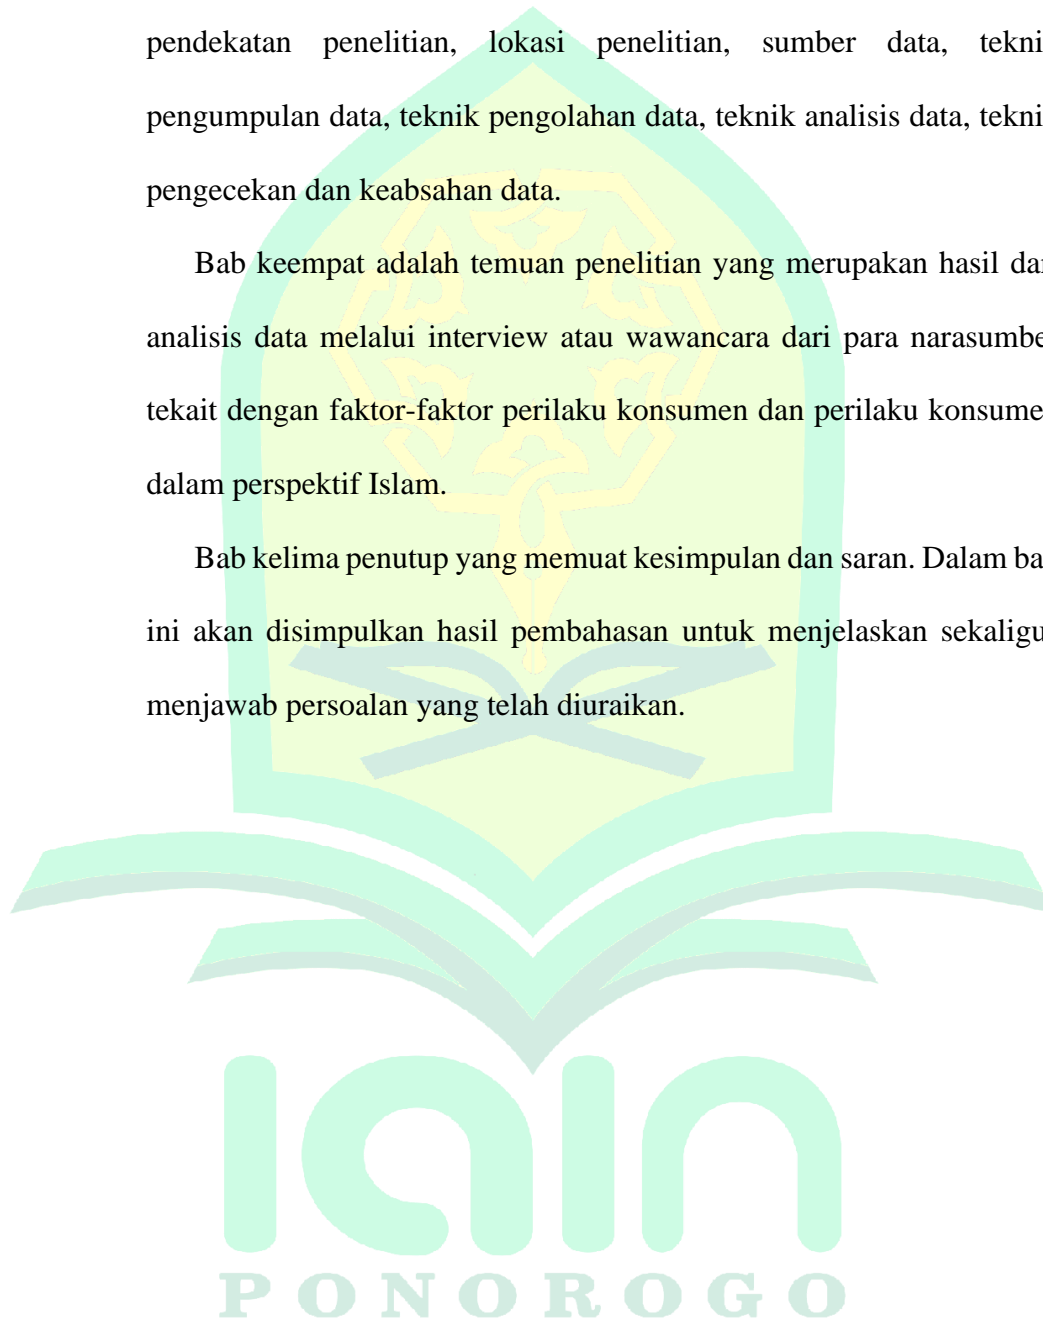 pendekatan penelitian, lokasi penelitian, sumber data, tekni
pengumpulan data, teknik pengolahan data, teknik analisis data, tekni
pengecekan dan keabsahan data.
Bab keempat adalah temuan penelitian yang merupakan hasil dar
analisis data melalui interview atau wawancara dari para narasumbe
tekait dengan faktor-faktor perilaku konsumen dan perilaku konsume
dalam perspektif Islam.
Bab kelima penutup yang memuat kesimpulan dan saran. Dalam ba
ini akan disimpulkan hasil pembahasan untuk menjelaskan sekaligu
menjawab persoalan yang telah diuraikan.
iain
PONOROGO